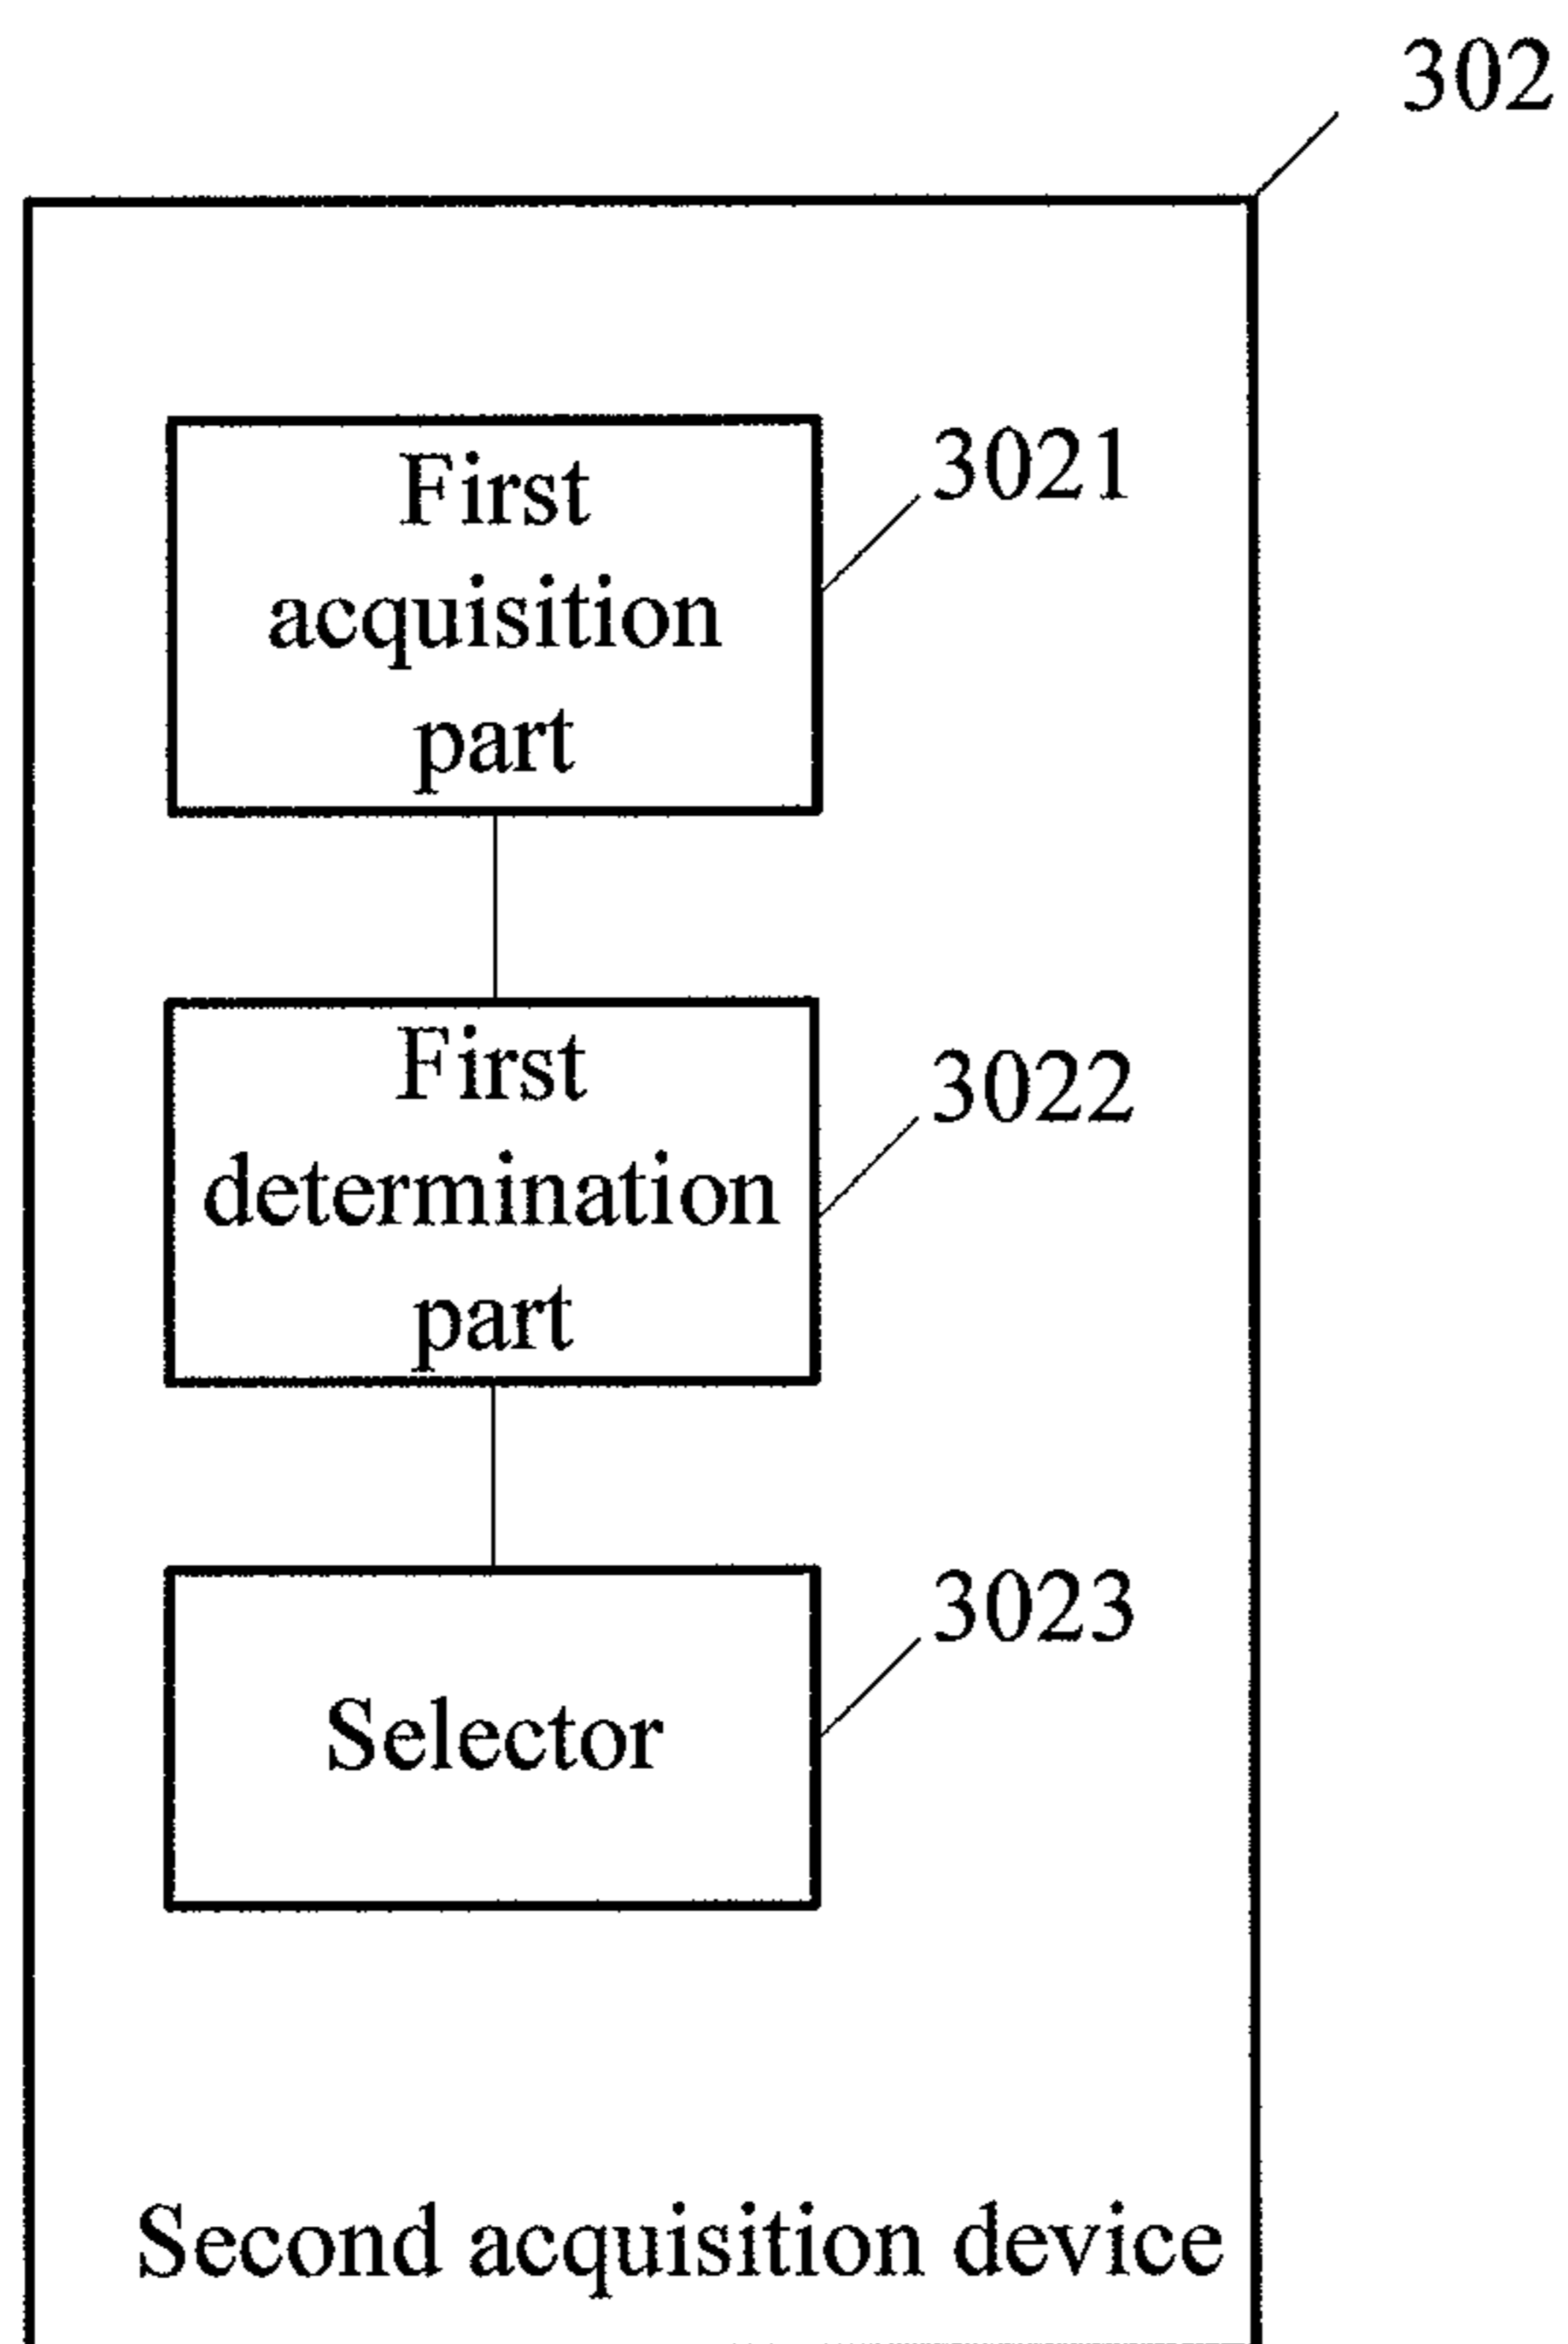 302
First
acquisition
part
3021
First
determination
part
3022
Selector
3023
Second acquisition device